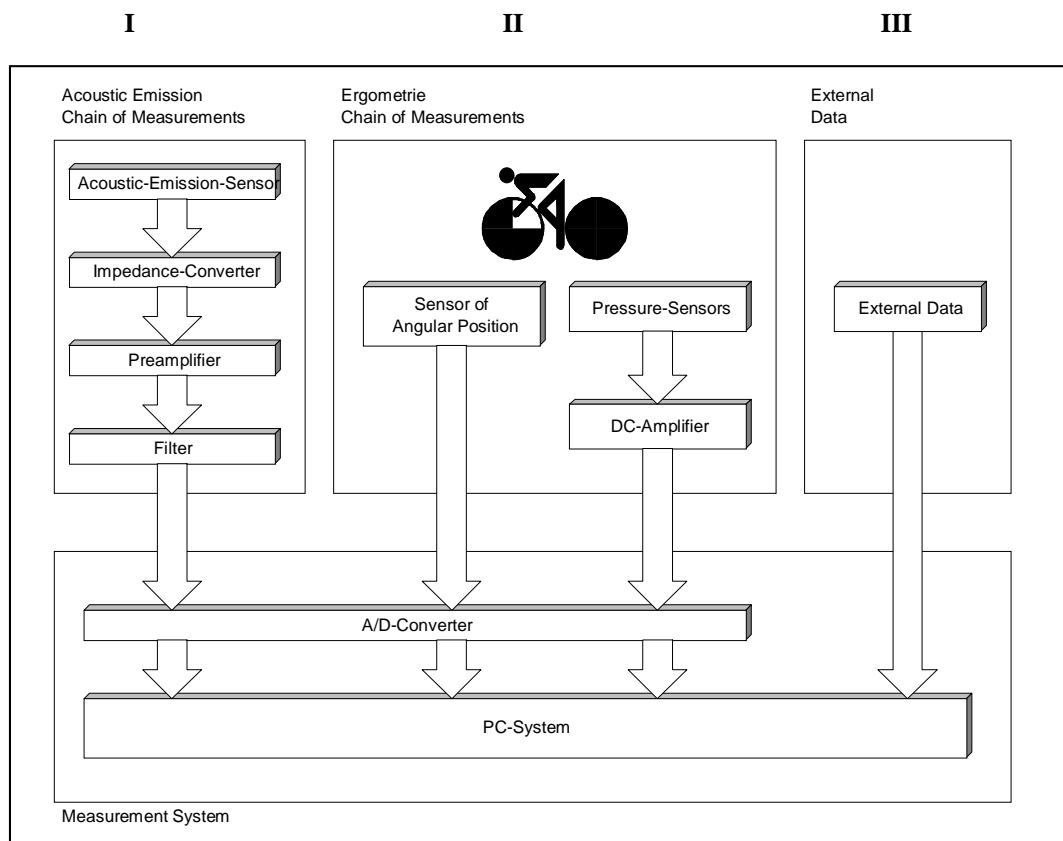 I
II
III
Acoustic Emission
Chain of Measurements
Ergometrie
Chain of Measurements
External
Data
Acoustic-Emission-Sensor
Impedance-Converter
Preamplifier
Filter
Sensor of
Angular Position
Pressure-Sensors
DC-Amplifier
External Data
A/D-Converter
PC-System
Measurement System